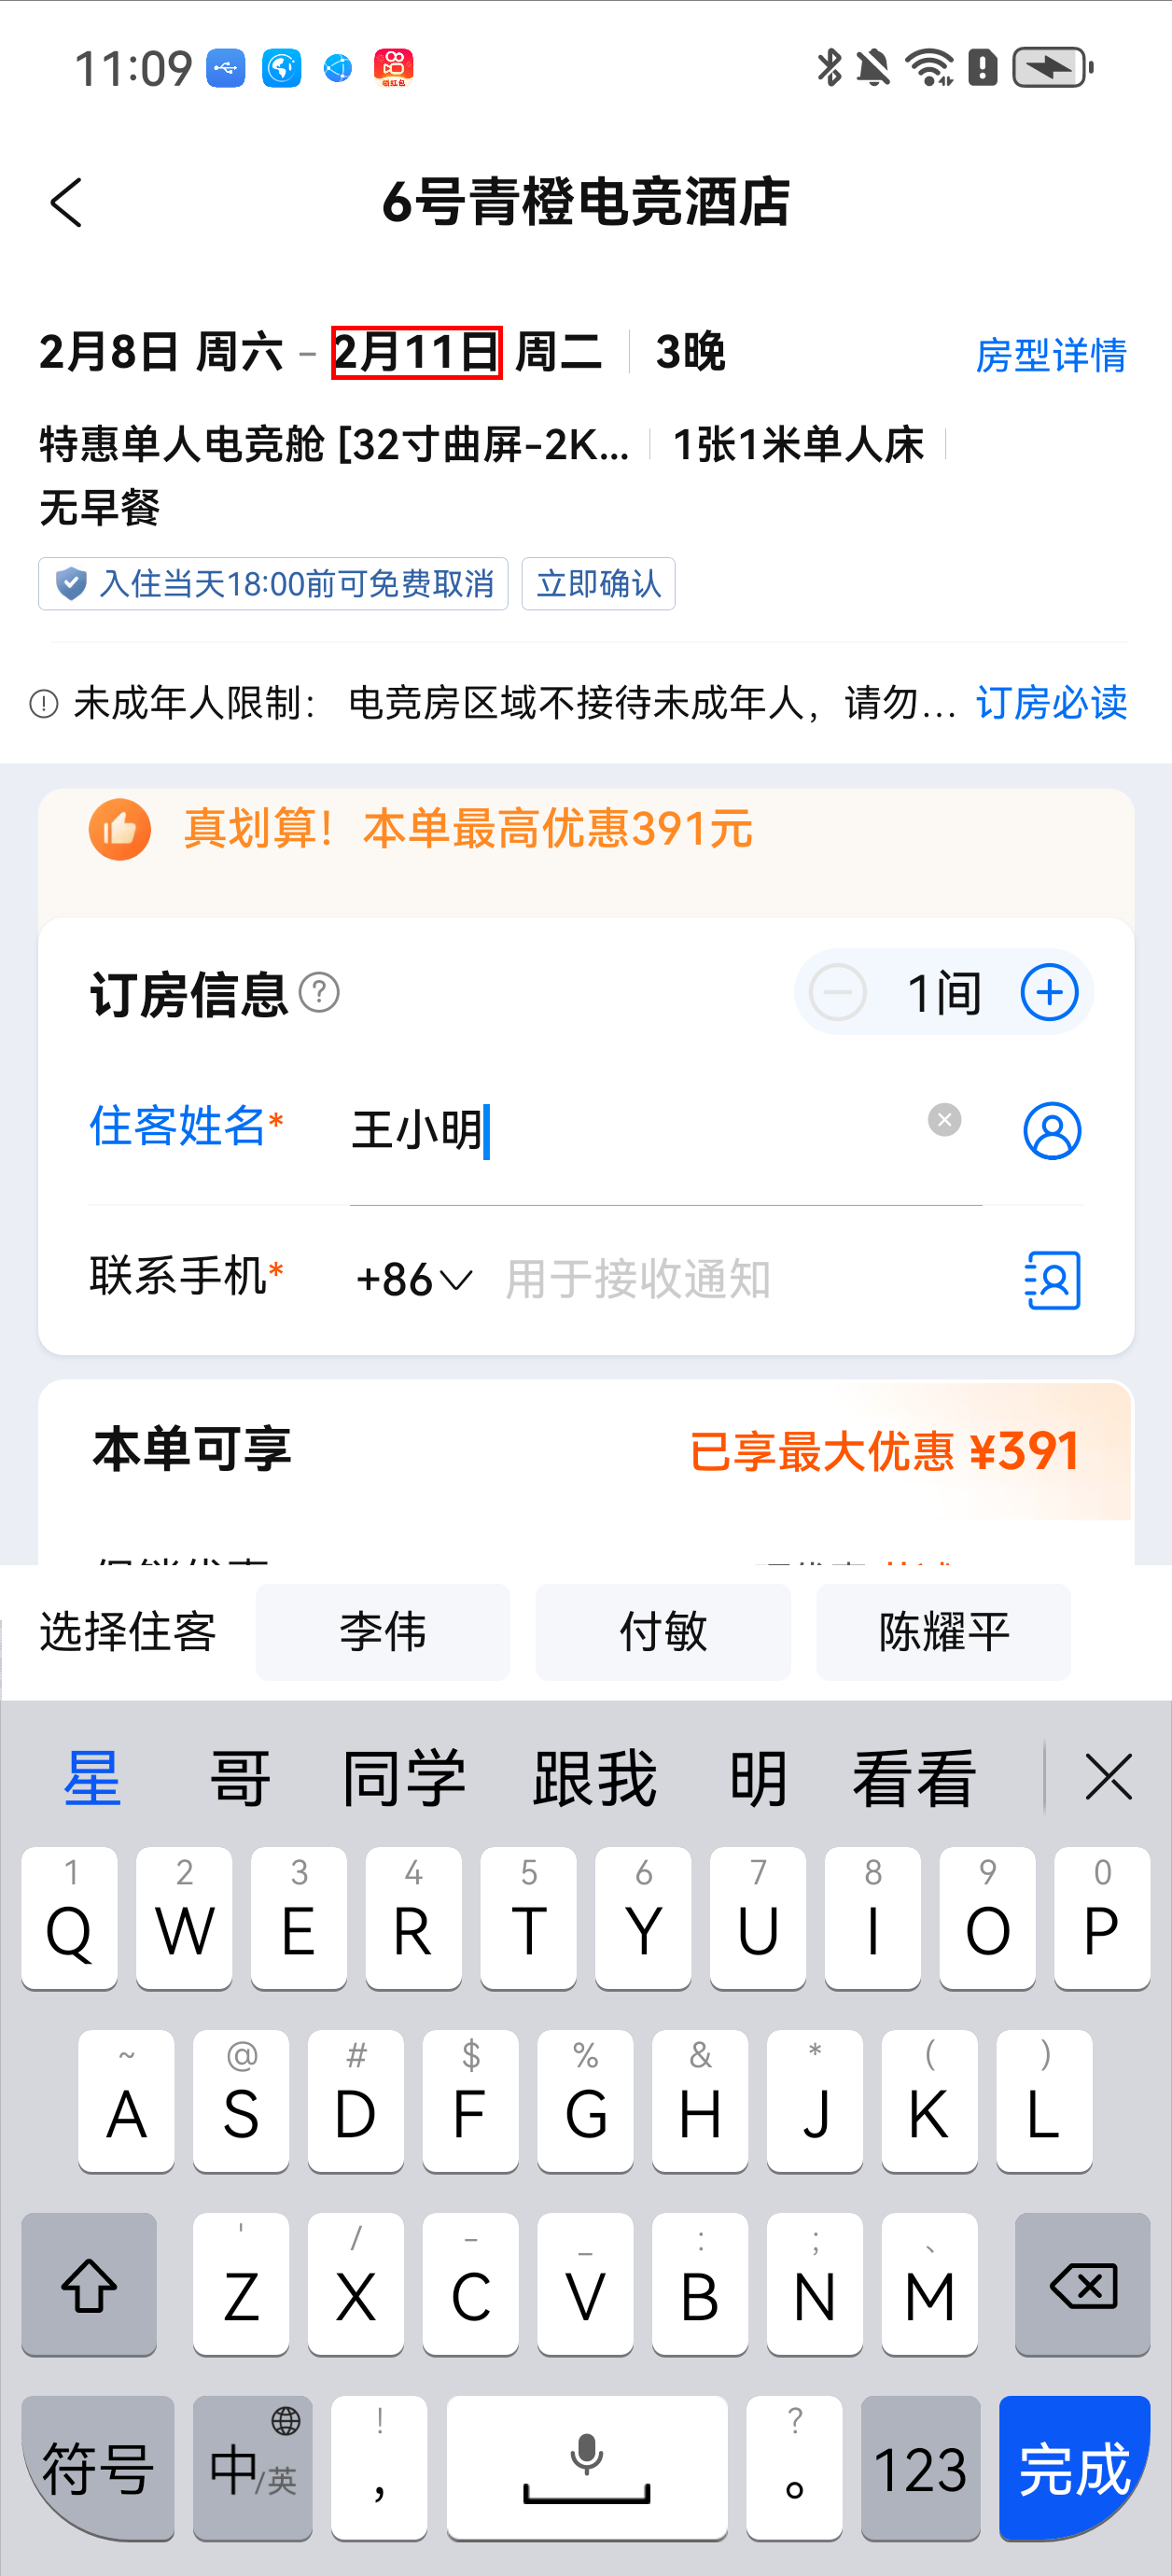 11:09
领红包
6号青橙电竞酒店
2月8日 周六 - 2月11日 周二 3晚 房型详情
特惠单人电竞舱 [32寸曲屏-2K... 1张1米单人床
无早餐
入住当天18:00前可免费取消 立即确认
未成年人限制： 电竞房区域不接待未成年人，请勿... 订房必读
真划算！本单最高优惠391元
订房信息 ? 1间
住客姓名* 王小明
联系手机* +86 用于接收通知
本单可享 已享最大优惠 ¥391
选择住客 李伟 付敏 陈耀平
星 哥 同学 跟我 明 看看
1 2 3 4 5 6 7 8 9 0
Q W E R T Y U I O P
~ @ # $ % & * ( )
A S D F G H J K L
' / - _ : ; 、
Z X C V B N M
符号 中/英 ! ， ? 。 123 完成